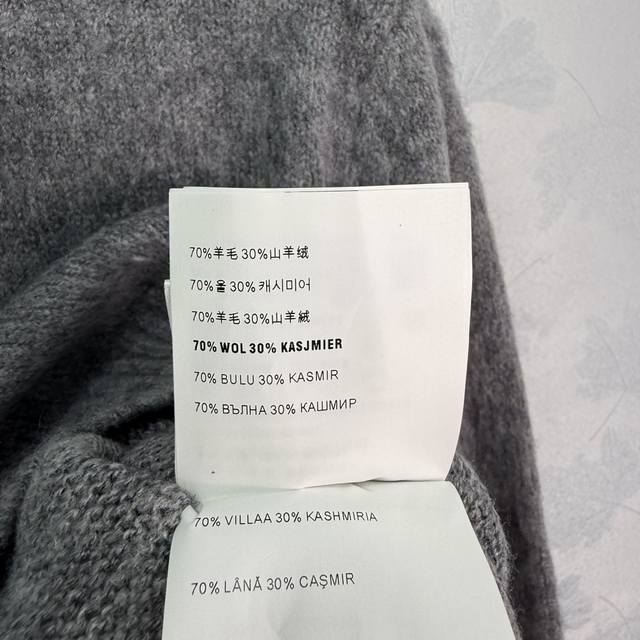 70%羊毛 30%山羊绒
70%울 30% 캐시미어
70%羊毛 30%山羊絨
70% WOL 30% KASJMIER
70% BULU 30% KASMIR
70% ВЪЛНА 30% КАШМИР
70% VILLAA 30% KASHMIRIA
70% LÂNĂ 30% CAȘMIR